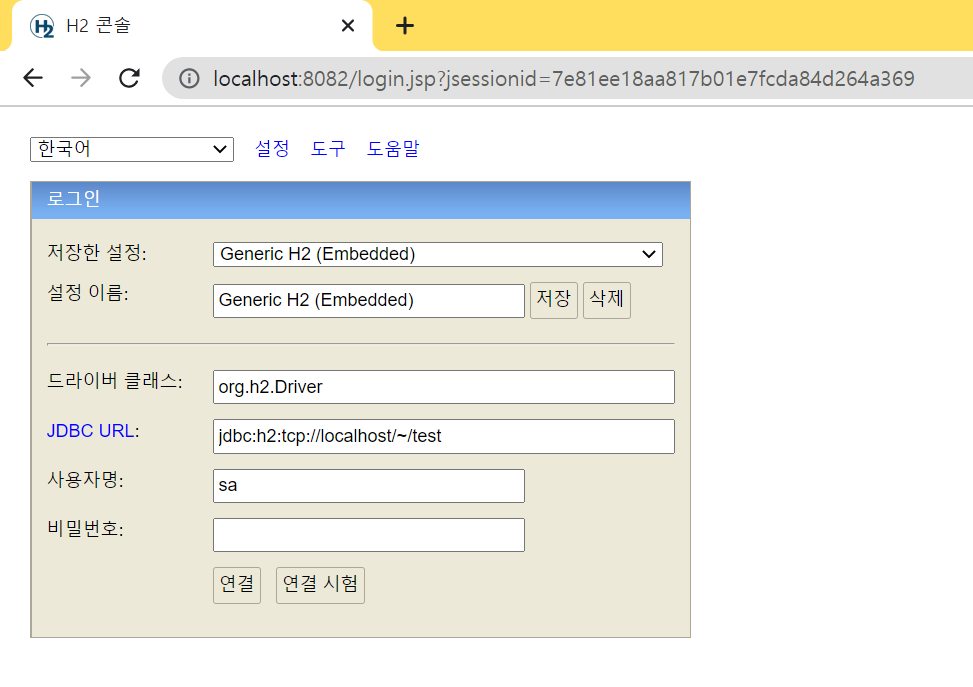 H2 콘솔
localhost:8082/login.jsp?jsessionid=7e81ee18aa817b01e7fcda84d264a369
한국어 설정 도구 도움말
로그인
저장한 설정: Generic H2 (Embedded)
설정 이름: Generic H2 (Embedded) 저장 삭제
드라이버 클래스: org.h2.Driver
JDBC URL: jdbc:h2:tcp://localhost/~/test
사용자명: sa
비밀번호:
연결 연결 시험